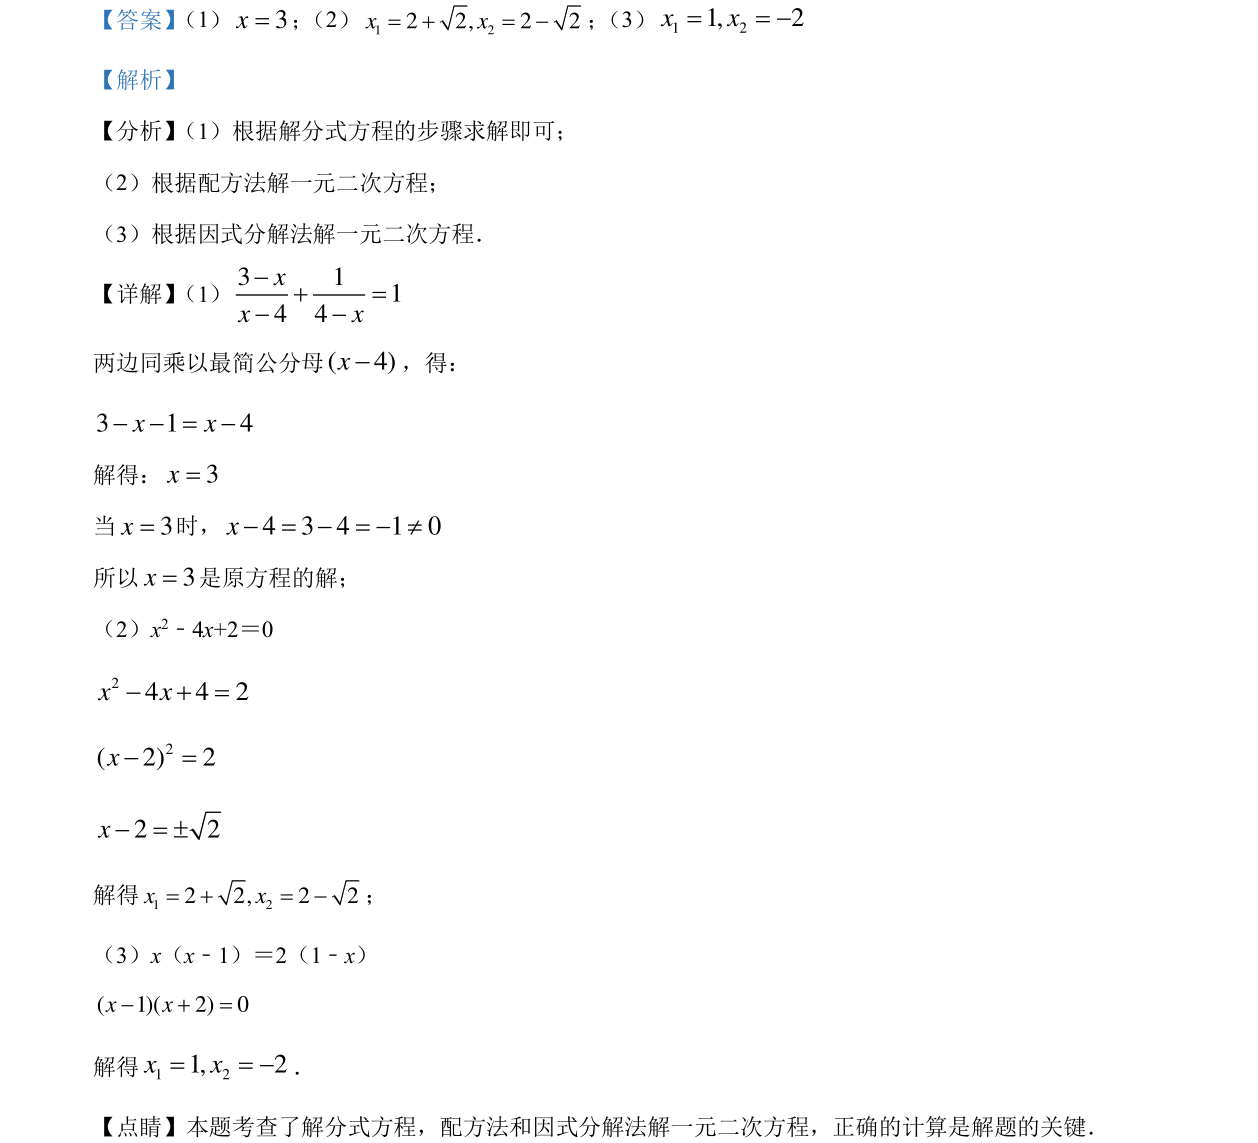 【答案】（1）x＝3；（2）x₁＝2＋√2,x₂＝2－√2；（3）x₁＝1,x₂＝－2
【解析】
【分析】（1）根据解分式方程的步骤求解即可；
（2）根据配方法解一元二次方程；
（3）根据因式分解法解一元二次方程．
【详解】（1）(3－x)/(x－4)＋1/(4－x)＝1
两边同乘以最简公分母(x－4)，得：
3－x－1＝x－4
解得：x＝3
当x＝3时，x－4＝3－4＝－1≠0
所以x＝3是原方程的解；
（2）x²﹣4x+2＝0
x²－4x＋4＝2
(x－2)²＝2
x－2＝±√2
解得x₁＝2＋√2,x₂＝2－√2；
（3）x（x﹣1）＝2（1﹣x）
(x－1)(x＋2)＝0
解得x₁＝1,x₂＝－2．
【点睛】本题考查了解分式方程，配方法和因式分解法解一元二次方程，正确的计算是解题的关键．